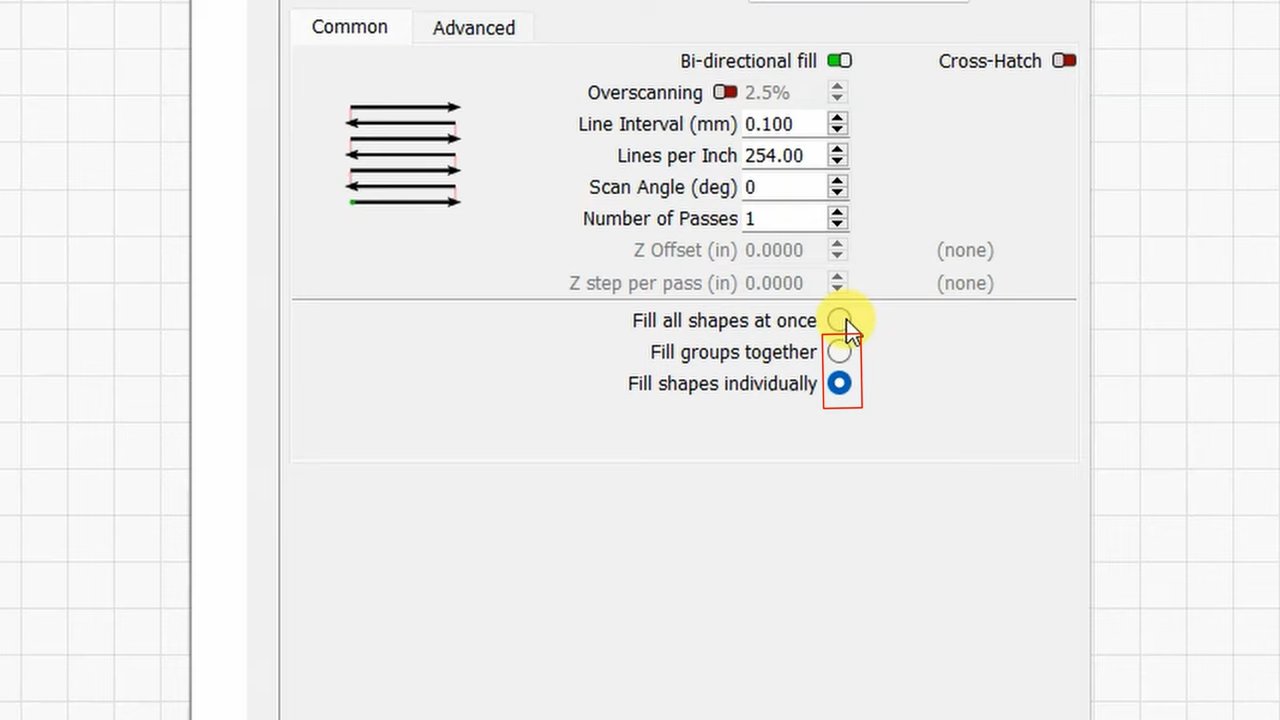 Common Advanced
Bi-directional fill Cross-Hatch
Overscanning 2.5%
Line Interval (mm) 0.100
Lines per Inch 254.00
Scan Angle (deg) 0
Number of Passes 1
Z Offset (in) 0.0000 (none)
Z step per pass (in) 0.0000 (none)
Fill all shapes at once
Fill groups together
Fill shapes individually